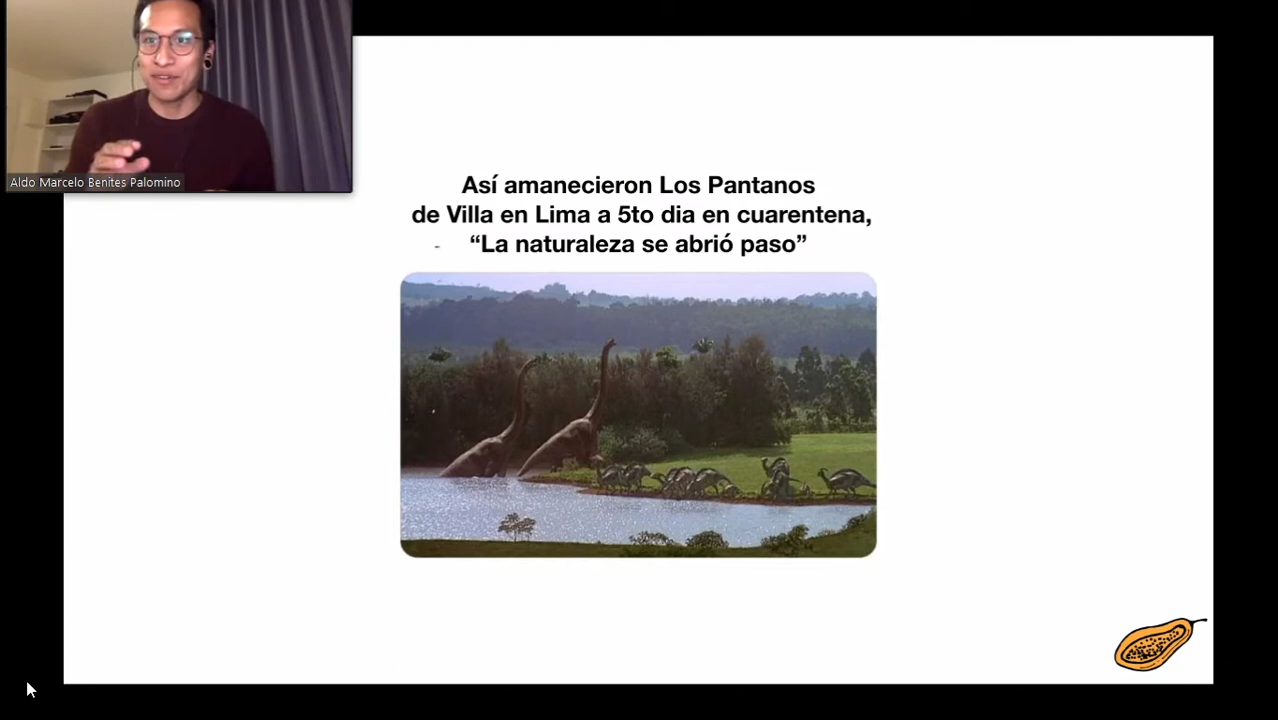 Aldo Marcelo Benites Palomino
Así amanecieron Los Pantanos
de Villa en Lima a 5to dia en cuarentena,
- “La naturaleza se abrió paso”